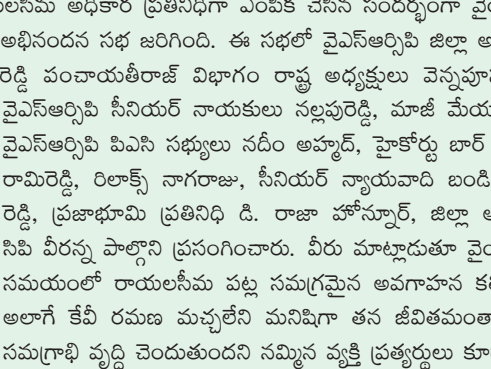 అధికార ప్రతినిధిగా ఎంపిక చేసిన సందర్భంగా
అభినందన సభ జరిగింది. ఈ సభలో వైఎస్ఆర్సిపి జిల్లా
రెడ్డి పంచాయతీరాజ్ విభాగం రాష్ట్ర అధ్యక్షులు వెన్నపూ
వైఎస్ఆర్సిపి సీనియర్ నాయకులు నల్లపురెడ్డి, మాజీ మేయ
వైఎస్ఆర్సిపి పిఎసి సభ్యులు నదీం అహ్మద్, హైకోర్టు బార్
రామిరెడ్డి, రిలాక్స్ నాగరాజు, సీనియర్ న్యాయవాది బండి
రెడ్డి, ప్రజాభూమి ప్రతినిధి డి. రాజా హోన్నూర్, జిల్లా
సిపి వీరన్న పాల్గొని ప్రసంగించారు. వీరు మాట్లాడుతూ
సమయంలో రాయలసీమ పట్ల సమగ్రమైన అవగాహన
అలాగే కేవీ రమణ మచ్చలేని మనిషిగా తన జీవితమంతా
సమగ్రాభి వృద్ధి చెందుతుందని నమ్మిన వ్యక్తి ప్రత్యర్థులు కూ